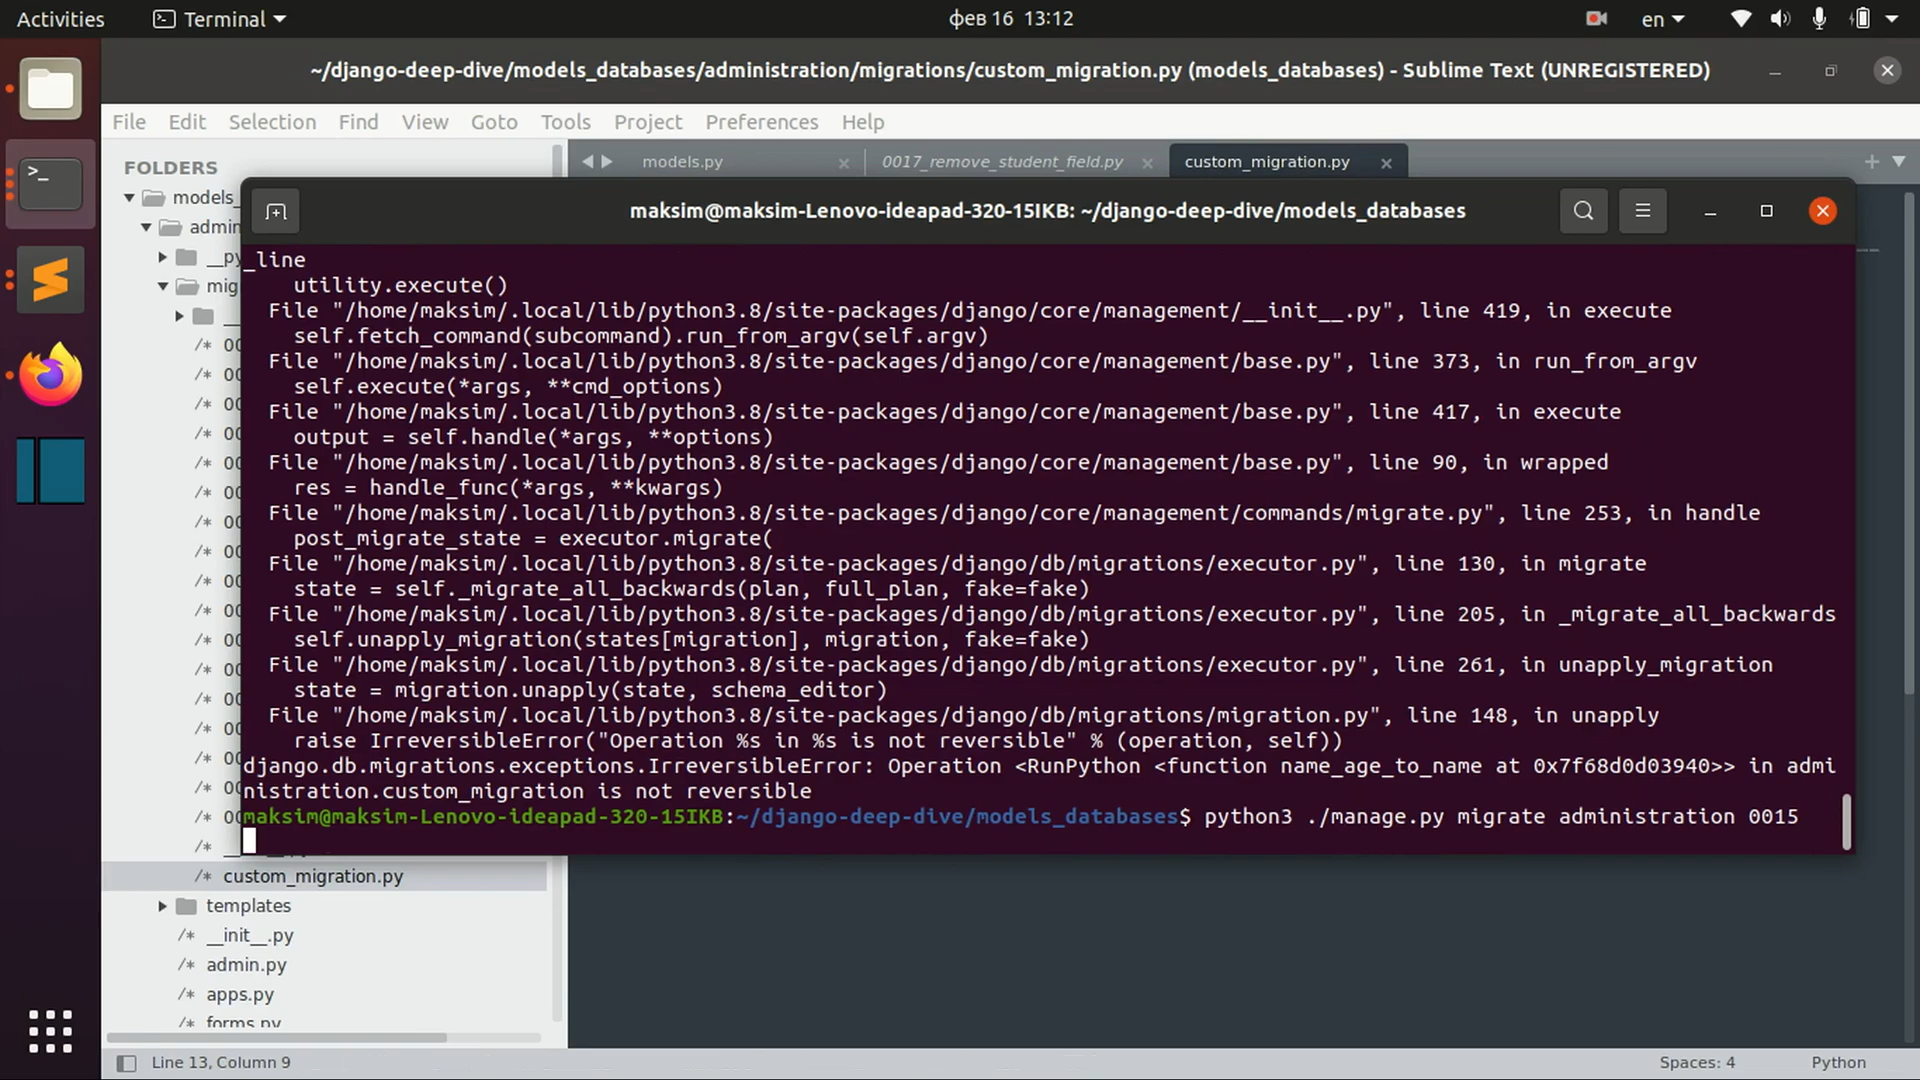 Activities
Terminal
фев 16 13:12
en
~/django-deep-dive/models_databases/administration/migrations/custom_migration.py (models_databases) - Sublime Text (UNREGISTERED)
File Edit Selection Find View Goto Tools Project Preferences Help
FOLDERS
models.py
0017_remove_student_field.py
custom_migration.py
models_
admin
__py
mig
maksim@maksim-Lenovo-ideapad-320-15IKB: ~/django-deep-dive/models_databases
_line
utility.execute()
File "/home/maksim/.local/lib/python3.8/site-packages/django/core/management/__init__.py", line 419, in execute
self.fetch_command(subcommand).run_from_argv(self.argv)
File "/home/maksim/.local/lib/python3.8/site-packages/django/core/management/base.py", line 373, in run_from_argv
self.execute(*args, **cmd_options)
File "/home/maksim/.local/lib/python3.8/site-packages/django/core/management/base.py", line 417, in execute
output = self.handle(*args, **options)
File "/home/maksim/.local/lib/python3.8/site-packages/django/core/management/base.py", line 90, in wrapped
res = handle_func(*args, **kwargs)
File "/home/maksim/.local/lib/python3.8/site-packages/django/core/management/commands/migrate.py", line 253, in handle
post_migrate_state = executor.migrate(
File "/home/maksim/.local/lib/python3.8/site-packages/django/db/migrations/executor.py", line 130, in migrate
state = self._migrate_all_backwards(plan, full_plan, fake=fake)
File "/home/maksim/.local/lib/python3.8/site-packages/django/db/migrations/executor.py", line 205, in _migrate_all_backwards
self.unapply_migration(states[migration], migration, fake=fake)
File "/home/maksim/.local/lib/python3.8/site-packages/django/db/migrations/executor.py", line 261, in unapply_migration
state = migration.unapply(state, schema_editor)
File "/home/maksim/.local/lib/python3.8/site-packages/django/db/migrations/migration.py", line 148, in unapply
raise IrreversibleError("Operation %s in %s is not reversible" % (operation, self))
django.db.migrations.exceptions.IrreversibleError: Operation <RunPython <function name_age_to_name at 0x7f68d0d03940>> in admi
nistration.custom_migration is not reversible
maksim@maksim-Lenovo-ideapad-320-15IKB:~/django-deep-dive/models_databases$ python3 ./manage.py migrate administration 0015
/* custom_migration.py
templates
/* __init__.py
/* admin.py
/* apps.py
/* forms.py
Line 13, Column 9
Spaces: 4
Python